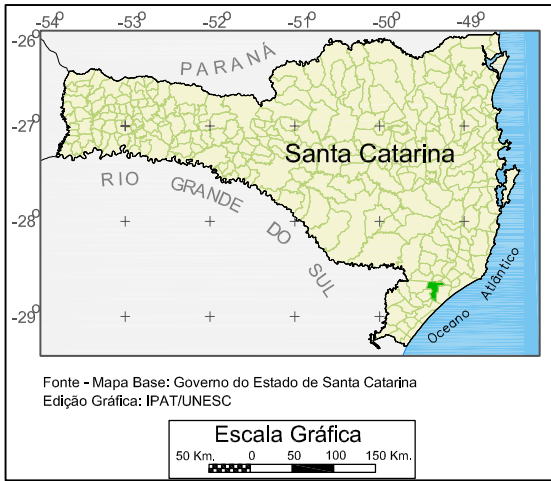 -54° -53° -52° -51° -50° -49°
-26°
-27°
-28°
-29°
PARANÁ
Santa Catarina
RIO GRANDE DO SUL
Oceano Atlântico
Fonte - Mapa Base: Governo do Estado de Santa Catarina
Edição Gráfica: IPAT/UNESC
Escala Gráfica
50 Km. 0 50 100 150 Km.